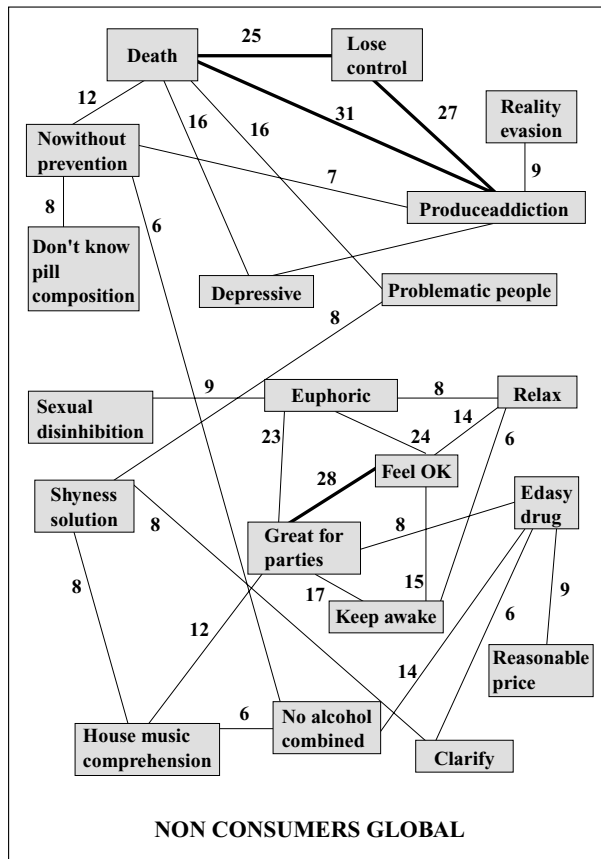 25
Death
Lose
control
12
16
16
31
27
Reality
evasion
Nowithout
prevention
7
9
8
6
Produceaddiction
Don't know
pill
composition
Depressive
Problematic people
8
9
Euphoric
8
Relax
Sexual
disinhibition
14
23
24
6
28
Feel OK
Shyness
solution
Edasy
drug
8
8
Great for
parties
8
17
15
9
12
Keep awake
6
14
Reasonable
price
6
No alcohol
combined
House music
comprehension
Clarify
NON CONSUMERS GLOBAL